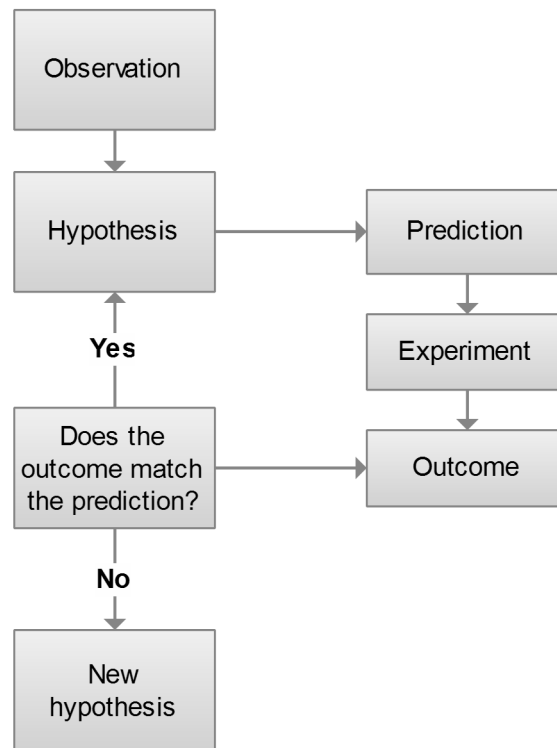 Observation
Hypothesis
Prediction
Yes
Experiment
Does the
outcome match
the prediction?
Outcome
No
New
hypothesis